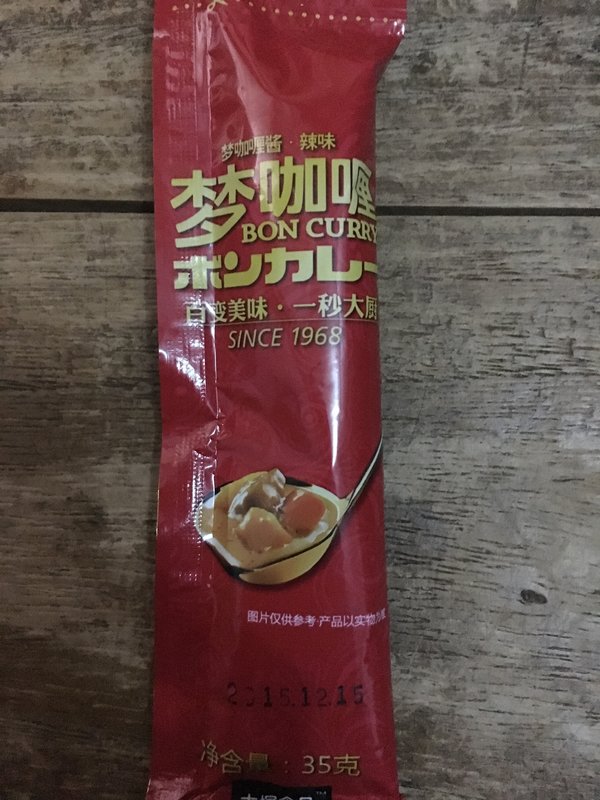 梦咖喱酱·辣味
梦咖喱
BON CURRY
ボンカレー
百变美味·一秒大厨
SINCE 1968
图片仅供参考·产品以实物为准
2015.12.15
净含量：35克